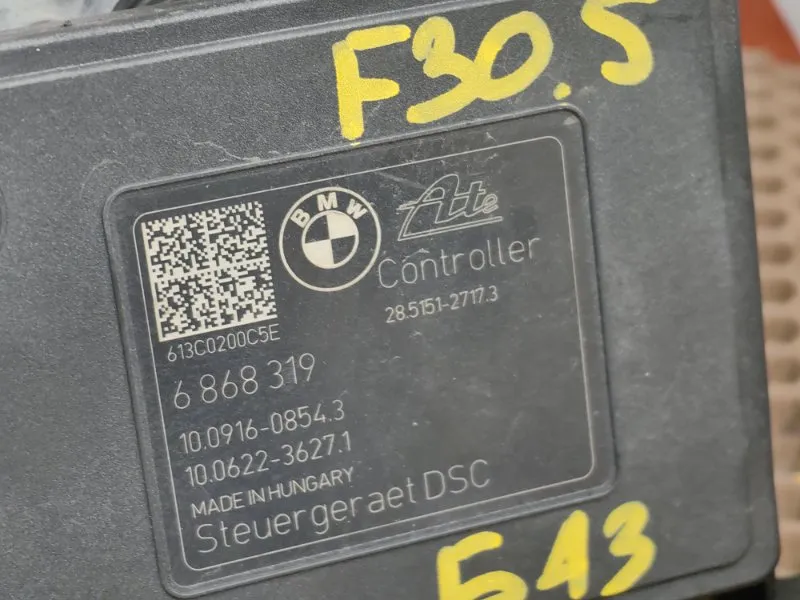 F30.5
BMW
Ate
Controller
28.5151-2717.3
613C0200C5E
6 868 319
10.0916-0854.3
10.0622-3627.1
MADE IN HUNGARY
Steuergeraet DSC
Б13